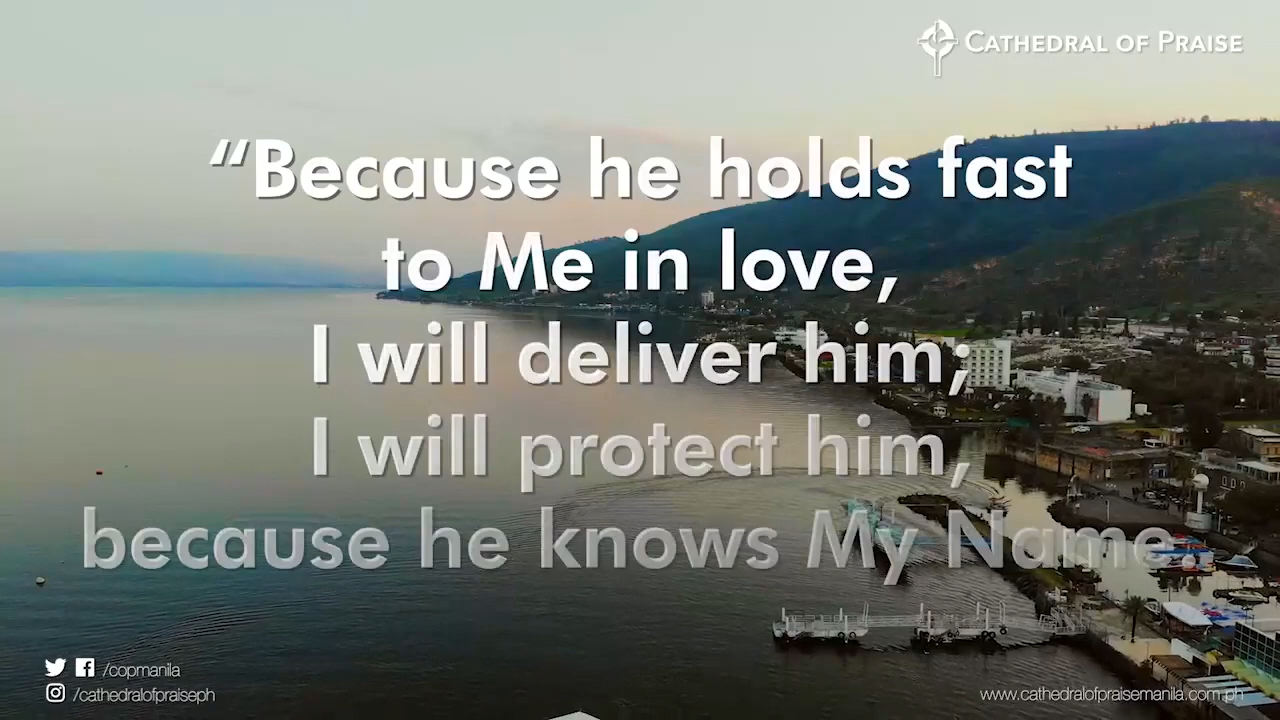 CATHEDRAL OF PRAISE
“Because he holds fast
to Me in love,
I will deliver him;
I will protect him,
because he knows My Name.
/copmanila
/cathedralofpraiseph
www.cathedralofpraisemanila.com.ph